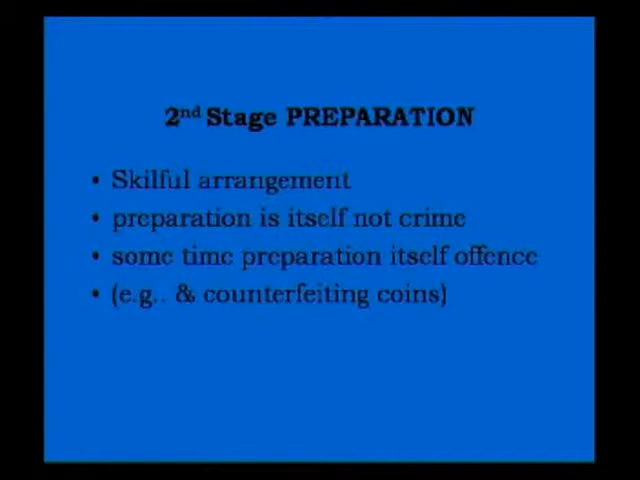 2nd Stage PREPARATION
• Skilful arrangement
• preparation is itself not crime
• some time preparation itself offence
• (e.g.. & counterfeiting coins)